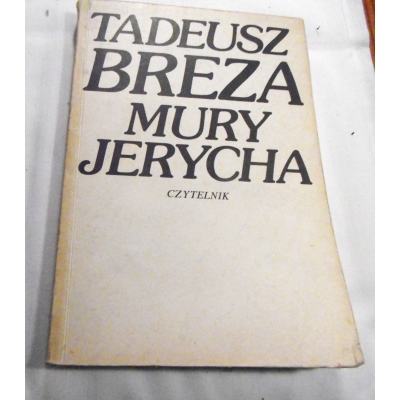 TADEUSZ
BREZA
MURY
JERYCHA
CZYTELNIK